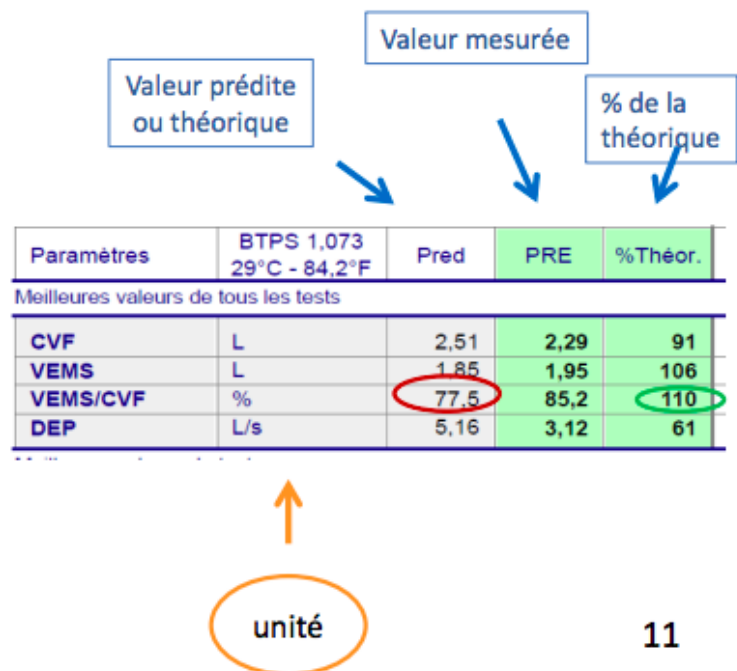 Valeur mesurée
Valeur prédite
ou théorique
% de la
théorique
Paramètres BTPS 1,073 Pred PRE %Théor.
29°C - 84,2°F
Meilleures valeurs de tous les tests
CVF L 2,51 2,29 91
VEMS L 1,85 1,95 106
VEMS/CVF % 77,5 85,2 110
DEP L/s 5,16 3,12 61
unité
11